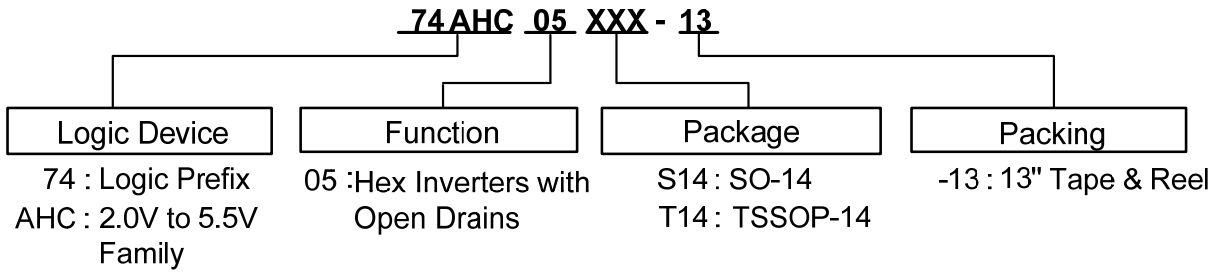 74 AHC 05 XXX - 13
Logic Device
Function
Package
Packing
74 : Logic Prefix
AHC : 2.0V to 5.5V
Family
05 : Hex Inverters with
Open Drains
S14 : SO-14
T14 : TSSOP-14
-13 : 13" Tape & Reel